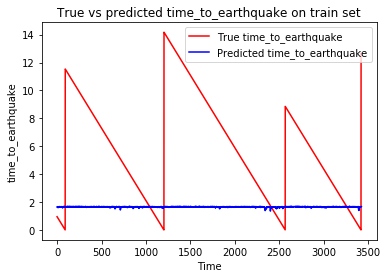 True vs predicted time_to_earthquake on train set
True time_to_earthquake
Predicted time_to_earthquake
time_to_earthquake
14
12
10
8
6
4
2
0
0 500 1000 1500 2000 2500 3000 3500
Time